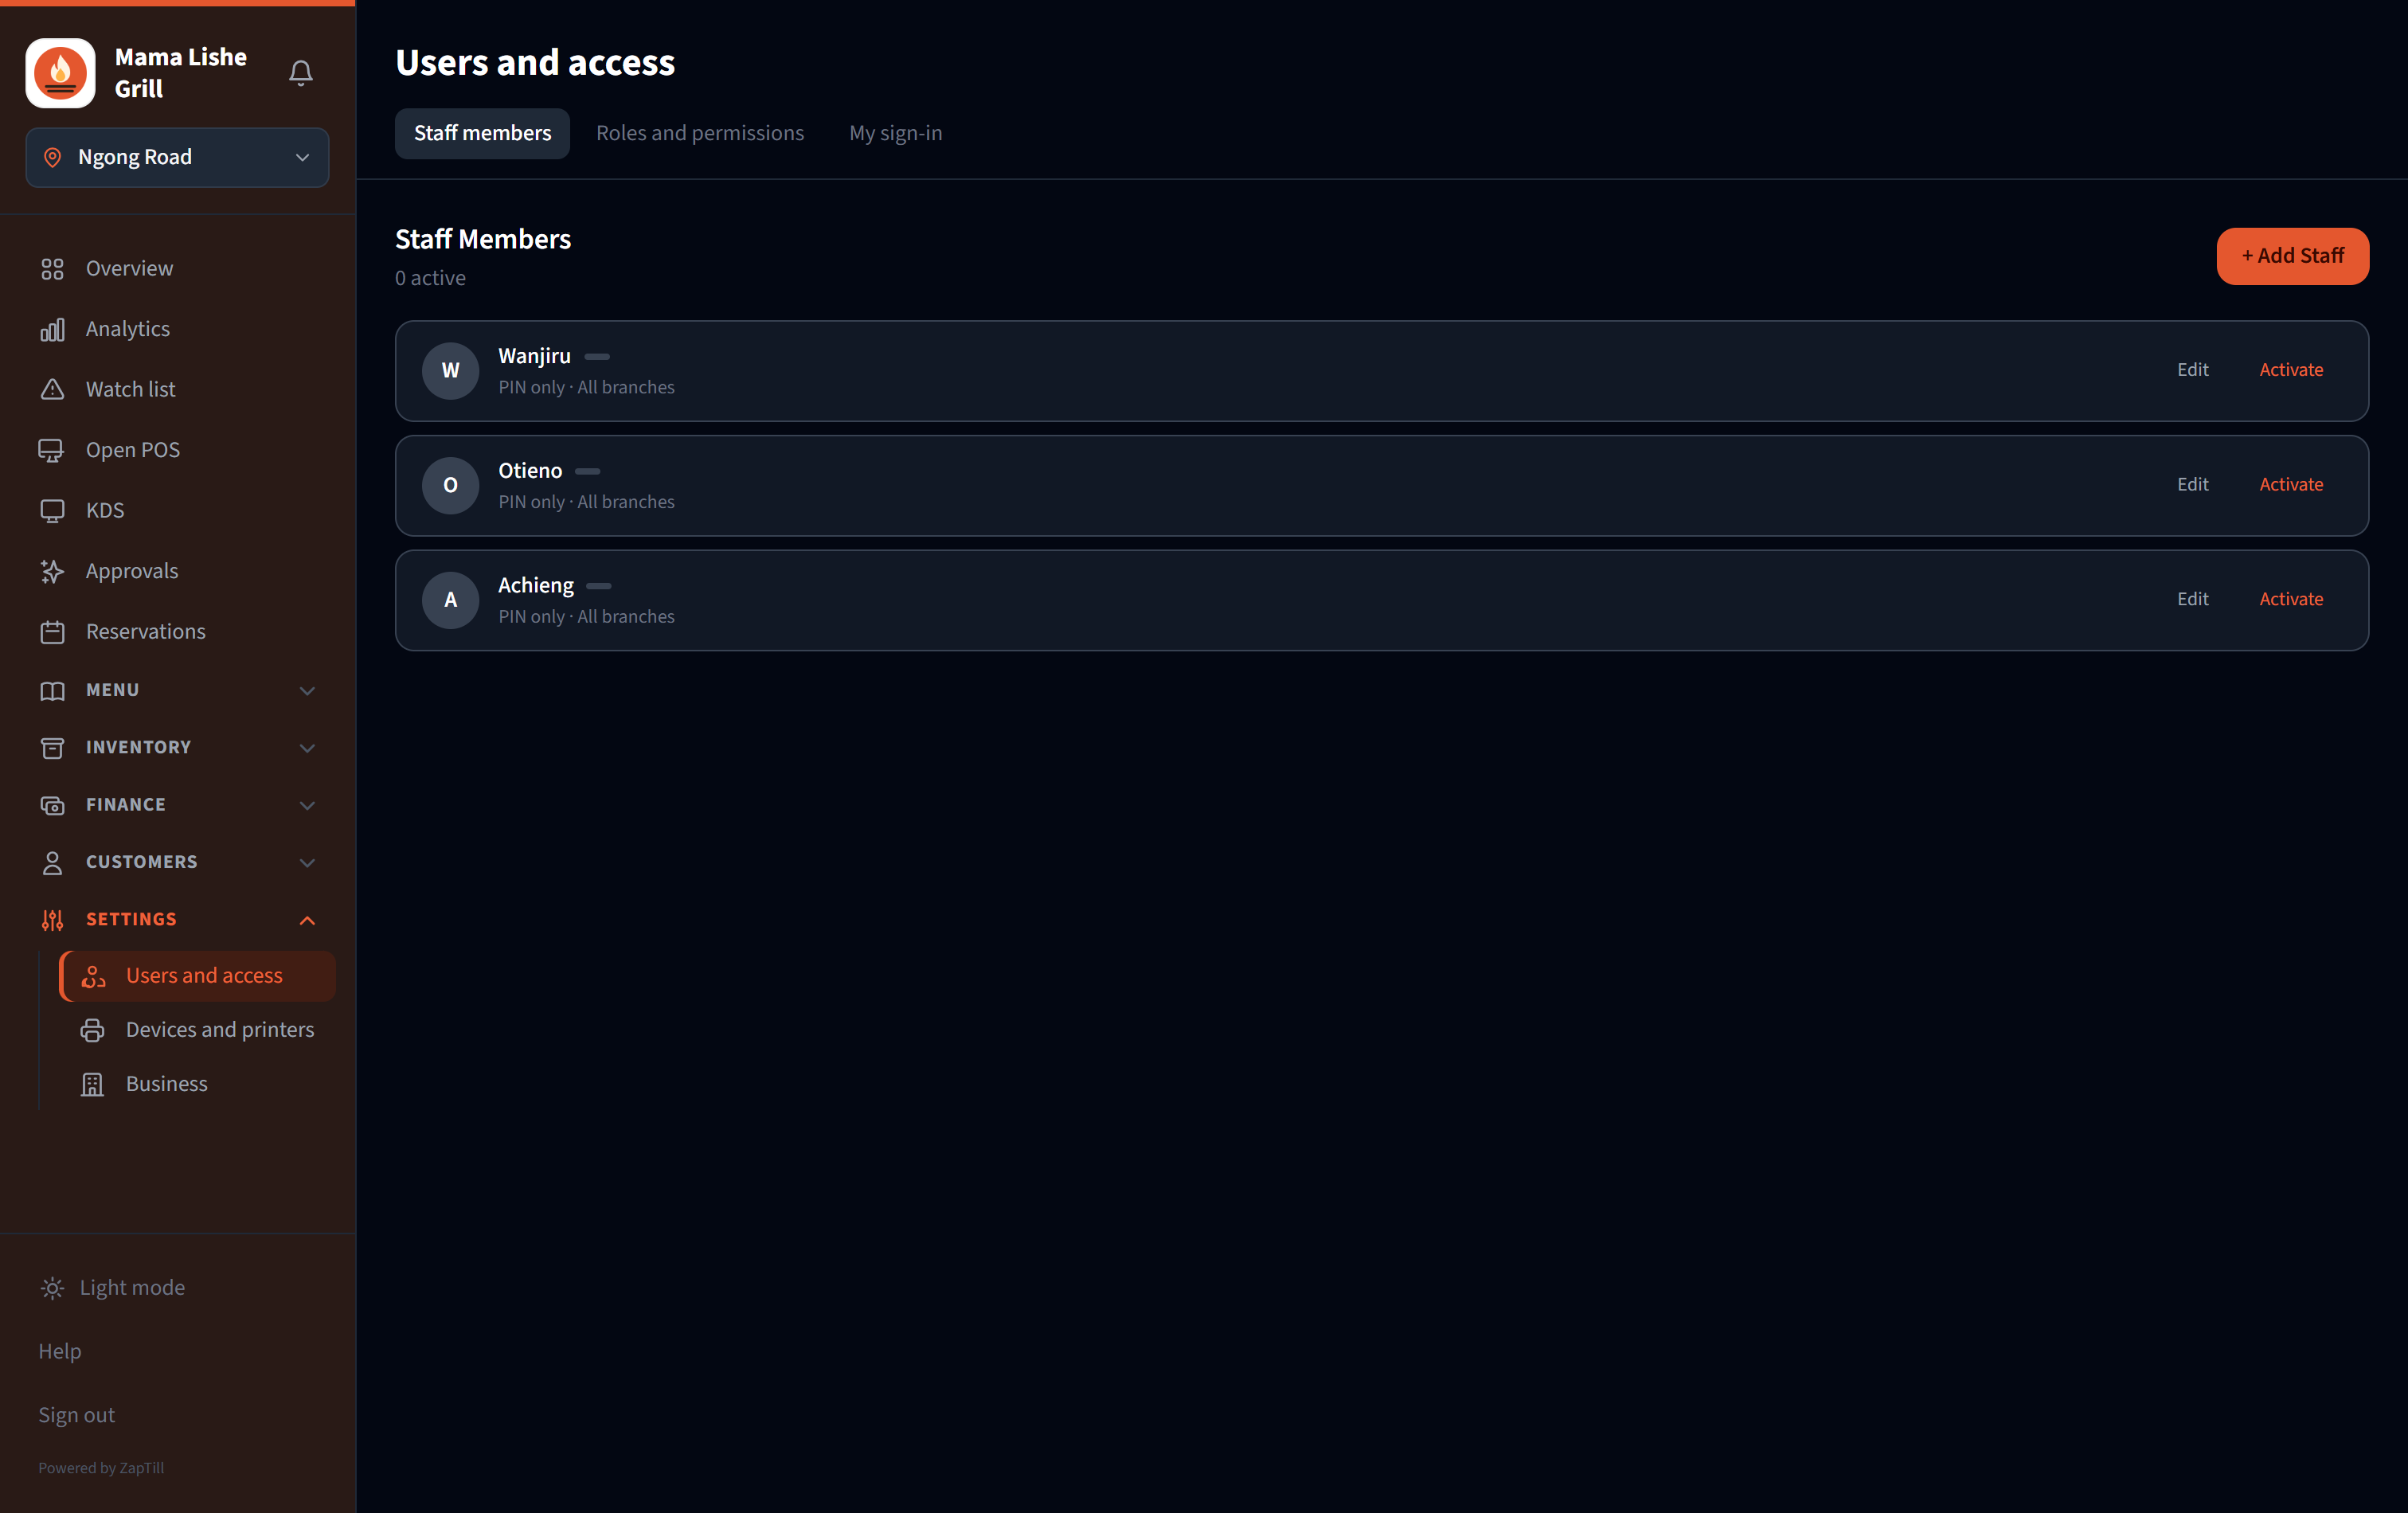 Mama Lishe
Grill
Ngong Road
Overview
Analytics
Watch list
Open POS
KDS
Approvals
Reservations
MENU
INVENTORY
FINANCE
CUSTOMERS
SETTINGS
Users and access
Devices and printers
Business
Light mode
Help
Sign out
Powered by ZapTill
Users and access
Staff members Roles and permissions My sign-in
Staff Members
0 active
+ Add Staff
W Wanjiru
PIN only · All branches
Edit Activate
O Otieno
PIN only · All branches
Edit Activate
A Achieng
PIN only · All branches
Edit Activate